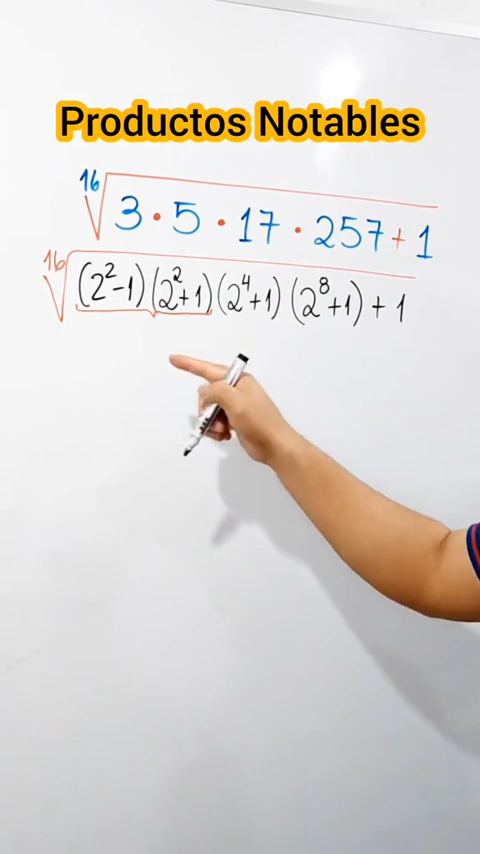 Productos Notables
16√3 • 5 • 17 • 257 + 1
16√(2²-1)(2²+1)(2⁴+1)(2⁸+1) + 1